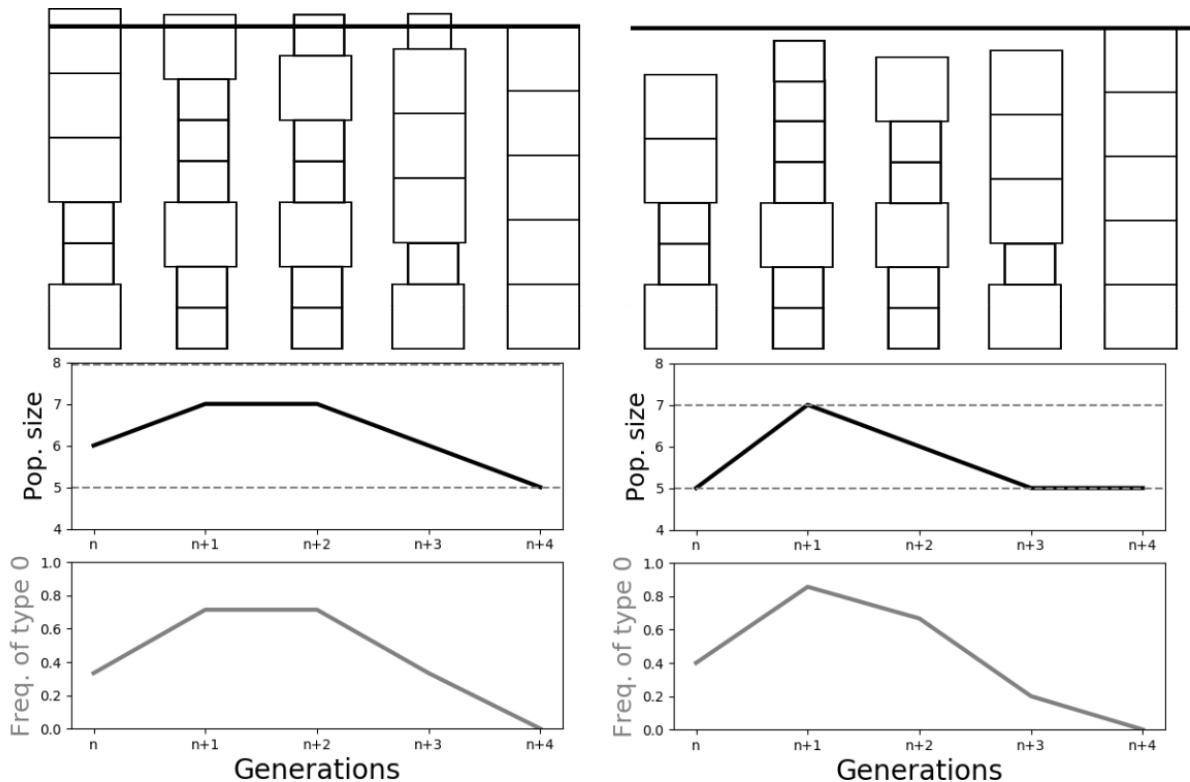 Pop. size
8
7
6
5
4
n
n+1
n+2
n+3
n+4
Freq. of type 0
1.0
0.8
0.6
0.4
0.2
0.0
n
n+1
n+2
n+3
n+4
Generations
Pop. size
8
7
6
5
4
n
n+1
n+2
n+3
n+4
Freq. of type 0
1.0
0.8
0.6
0.4
0.2
0.0
n
n+1
n+2
n+3
n+4
Generations